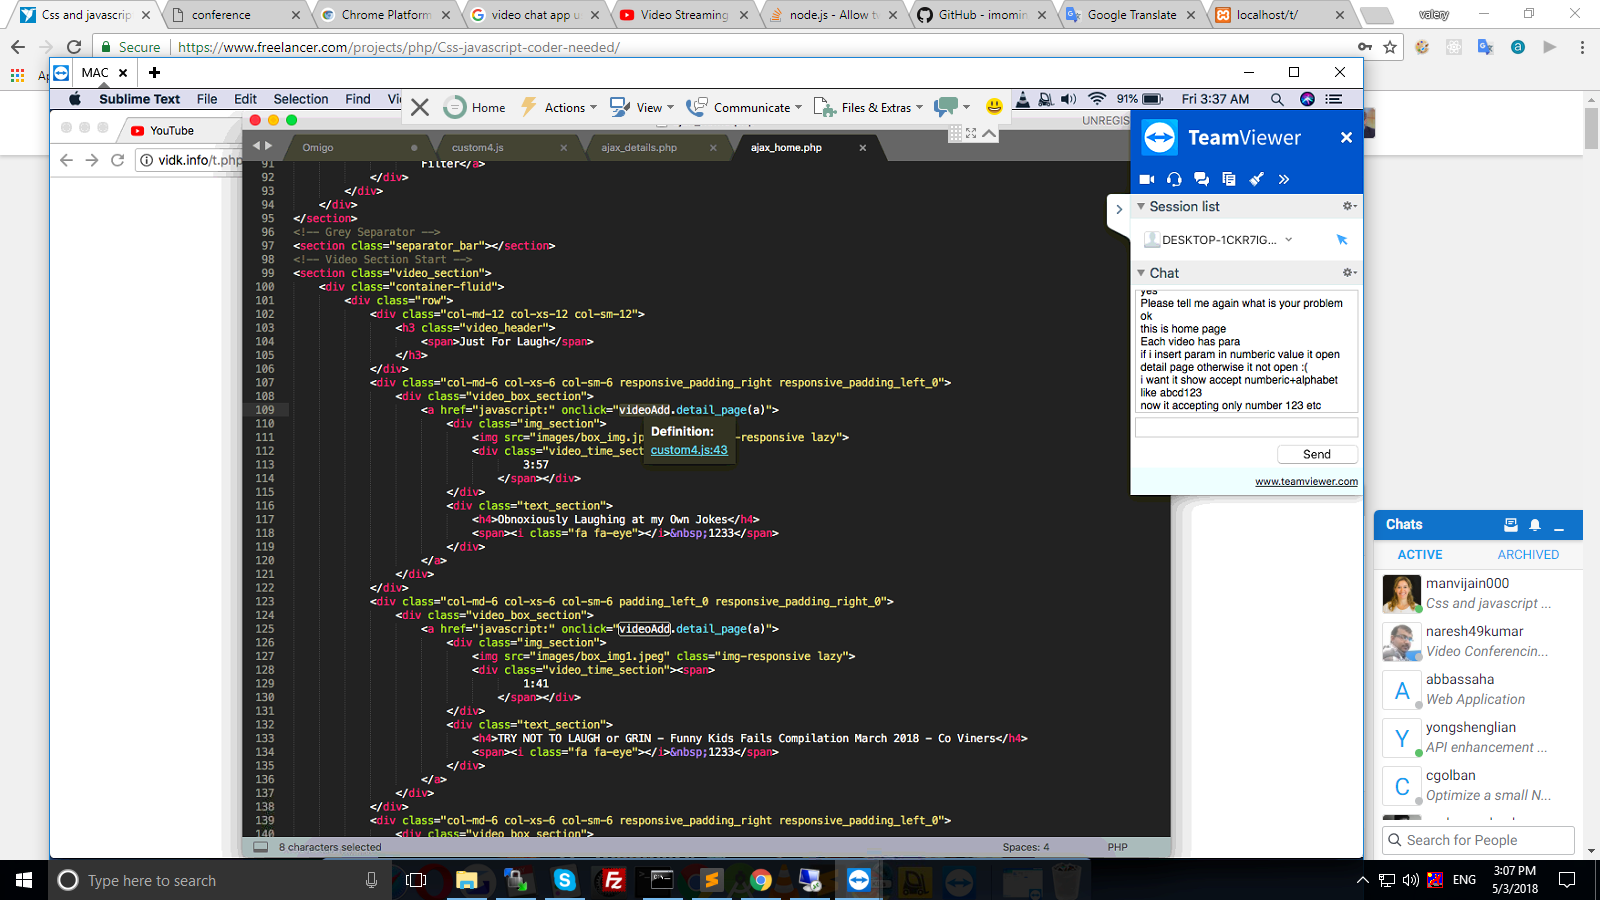 Css and javascrip
conference
Chrome Platform
video chat app u
Video Streaming
node.js - Allow t
GitHub - imomin
Google Translate
localhost/t/
valery
Secure
https://www.freelancer.com/projects/php/Css-javascript-coder-needed/
MAC
Sublime Text File Edit Selection Find
Home
Actions
View
Communicate
Files & Extras
91%
Fri 3:37 AM
YouTube
vidk.info/t.php
UNREGIS
Omigo
custom4.js
ajax_details.php
ajax_home.php
91 Filter</a>
92 </div>
93 </div>
94 </div>
95 </section>
96 <!-- Grey Separator -->
97 <section class="separator_bar"></section>
98 <!-- Video Section Start -->
99 <section class="video_section">
100 <div class="container-fluid">
101 <div class="row">
102 <div class="col-md-12 col-xs-12 col-sm-12">
103 <h3 class="video_header">
104 <span>Just For Laugh</span>
105 </h3>
106 </div>
107 <div class="col-md-6 col-xs-6 col-sm-6 responsive_padding_right responsive_padding_left_0">
108 <div class="video_box_section">
109 <a href="javascript:" onclick="videoAdd.detail_page(a)">
110 <div class="img_section">
111 <img src="images/box_img.jp -responsive lazy">
112 <div class="video_time_sect
113 3:57
114 </span></div>
115 </div>
116 <div class="text_section">
117 <h4>Obnoxiously Laughing at my Own Jokes</h4>
118 <span><i class="fa fa-eye"></i>&nbsp;1233</span>
119 </div>
120 </a>
121 </div>
122 </div>
123 <div class="col-md-6 col-xs-6 col-sm-6 padding_left_0 responsive_padding_right_0">
124 <div class="video_box_section">
125 <a href="javascript:" onclick="videoAdd.detail_page(a)">
126 <div class="img_section">
127 <img src="images/box_img1.jpeg" class="img-responsive lazy">
128 <div class="video_time_section"><span>
129 1:41
130 </span></div>
131 </div>
132 <div class="text_section">
133 <h4>TRY NOT TO LAUGH or GRIN - Funny Kids Fails Compilation March 2018 - Co Viners</h4>
134 <span><i class="fa fa-eye"></i>&nbsp;1233</span>
135 </div>
136 </a>
137 </div>
138 </div>
139 <div class="col-md-6 col-xs-6 col-sm-6 responsive_padding_right responsive_padding_left_0">
140 <div class="video_box_section">
Definition:
custom4.js:43
8 characters selected
Spaces: 4
PHP
TeamViewer
Session list
DESKTOP-1CKR7IG...
Chat
yes
Please tell me again what is your problem
ok
this is home page
Each video has para
if i insert param in numberic value it open
detail page otherwise it not open :(
i want it show accept numberic+alphabet
like abcd123
now it accepting only number 123 etc
Send
www.teamviewer.com
Chats
ACTIVE
ARCHIVED
manvijain000
Css and javascript ...
naresh49kumar
Video Conferencin...
A
abbassaha
Web Application
Y
yongshenglian
API enhancement ...
C
cgolban
Optimize a small N...
Search for People
Type here to search
ENG
3:07 PM
5/3/2018